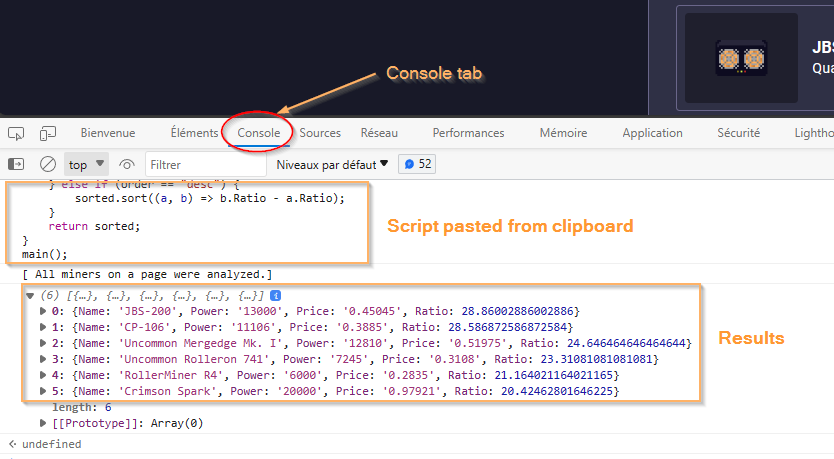 JBS
Qua
Console tab
Bienvenue Éléments Console Sources Réseau Performances Mémoire Application Sécurité Lightho
top Filtrer Niveaux par défaut 52
} else if (order == "desc") {
sorted.sort((a, b) => b.Ratio - a.Ratio);
}
return sorted;
}
main();
Script pasted from clipboard
[ All miners on a page were analyzed.]
(6) [{…}, {…}, {…}, {…}, {…}, {…}] i
0: {Name: 'JBS-200', Power: '13000', Price: '0.45045', Ratio: 28.86002886002886}
1: {Name: 'CP-106', Power: '11106', Price: '0.3885', Ratio: 28.586872586872584}
2: {Name: 'Uncommon Mergedge Mk. I', Power: '12810', Price: '0.51975', Ratio: 24.646464646464644}
3: {Name: 'Uncommon Rolleron 741', Power: '7245', Price: '0.3108', Ratio: 23.31081081081081}
4: {Name: 'RollerMiner R4', Power: '6000', Price: '0.2835', Ratio: 21.164021164021165}
5: {Name: 'Crimson Spark', Power: '20000', Price: '0.97921', Ratio: 20.42462801646225}
Results
length: 6
[[Prototype]]: Array(0)
undefined